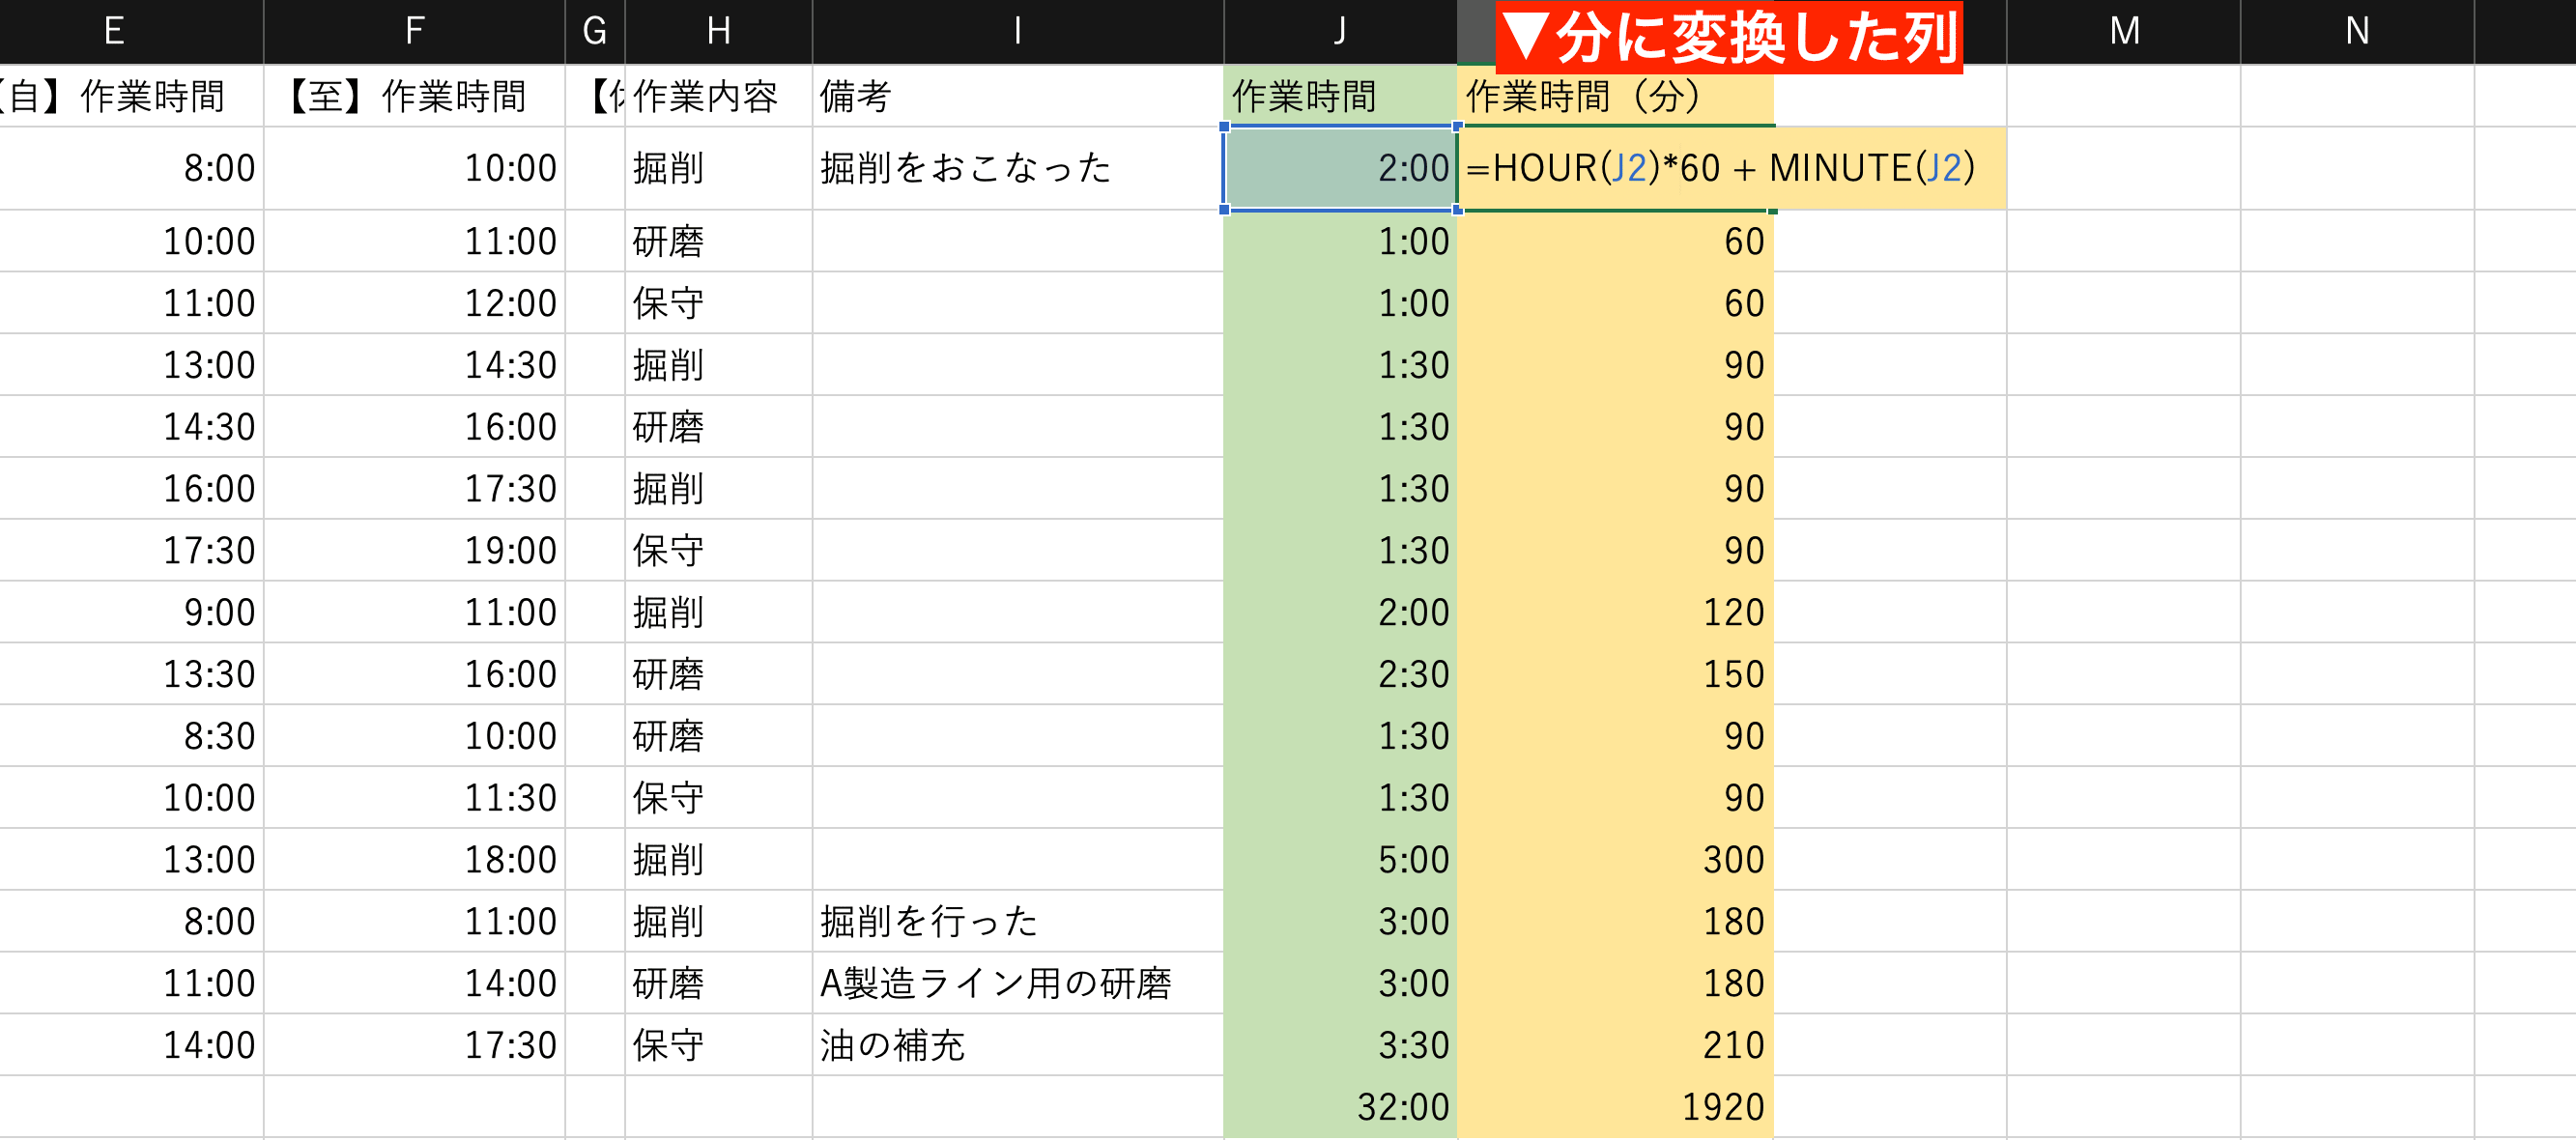 E F G H I J M N
▼分に変換した列
【自】作業時間 【至】作業時間 【 作業内容 備考 作業時間 作業時間（分）
8:00 10:00 掘削 掘削をおこなった 2:00 =HOUR(J2)*60 + MINUTE(J2)
10:00 11:00 研磨 1:00 60
11:00 12:00 保守 1:00 60
13:00 14:30 掘削 1:30 90
14:30 16:00 研磨 1:30 90
16:00 17:30 掘削 1:30 90
17:30 19:00 保守 1:30 90
9:00 11:00 掘削 2:00 120
13:30 16:00 研磨 2:30 150
8:30 10:00 研磨 1:30 90
10:00 11:30 保守 1:30 90
13:00 18:00 掘削 5:00 300
8:00 11:00 掘削 掘削を行った 3:00 180
11:00 14:00 研磨 A製造ライン用の研磨 3:00 180
14:00 17:30 保守 油の補充 3:30 210
32:00 1920